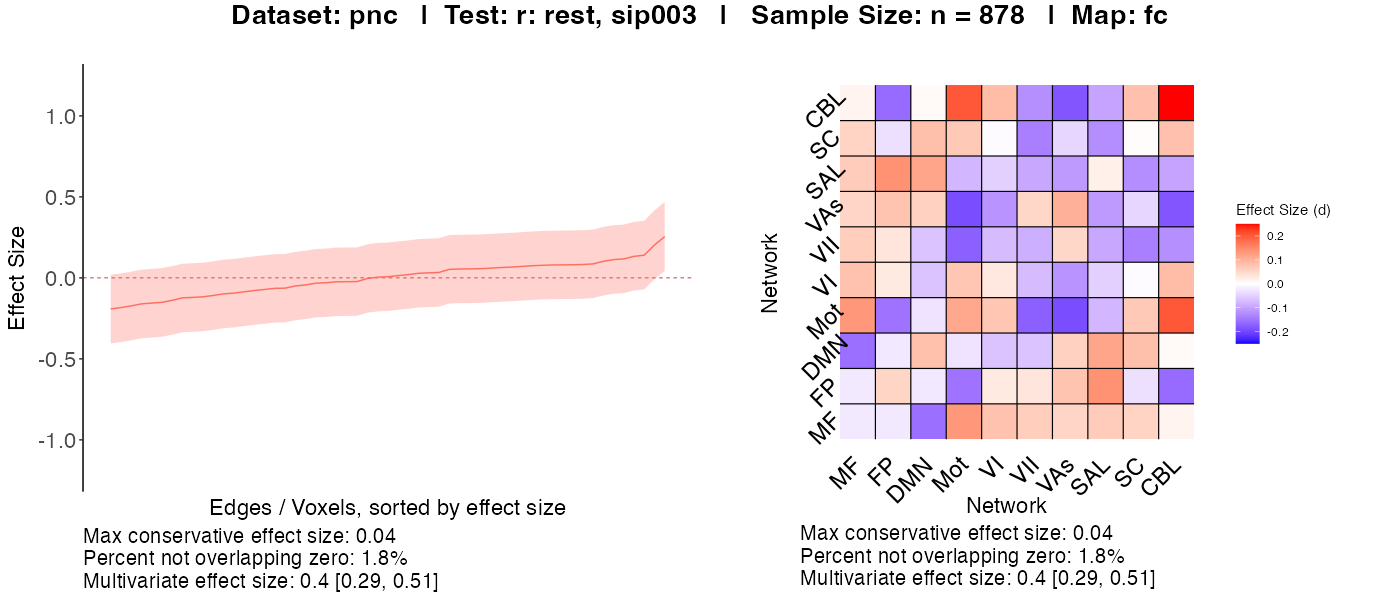 Dataset: pnc | Test: r: rest, sip003 | Sample Size: n = 878 | Map: fc
Effect Size
1.0
0.5
0.0
-0.5
-1.0
Edges / Voxels, sorted by effect size
Max conservative effect size: 0.04
Percent not overlapping zero: 1.8%
Multivariate effect size: 0.4 [0.29, 0.51]
Network
CBL
SC
SAL
VAs
VII
VI
Mot
DMN
FP
MF
MF FP DMN Mot VI VII VAs SAL SC CBL
Network
Max conservative effect size: 0.04
Percent not overlapping zero: 1.8%
Multivariate effect size: 0.4 [0.29, 0.51]
Effect Size (d)
0.2
0.1
0.0
-0.1
-0.2